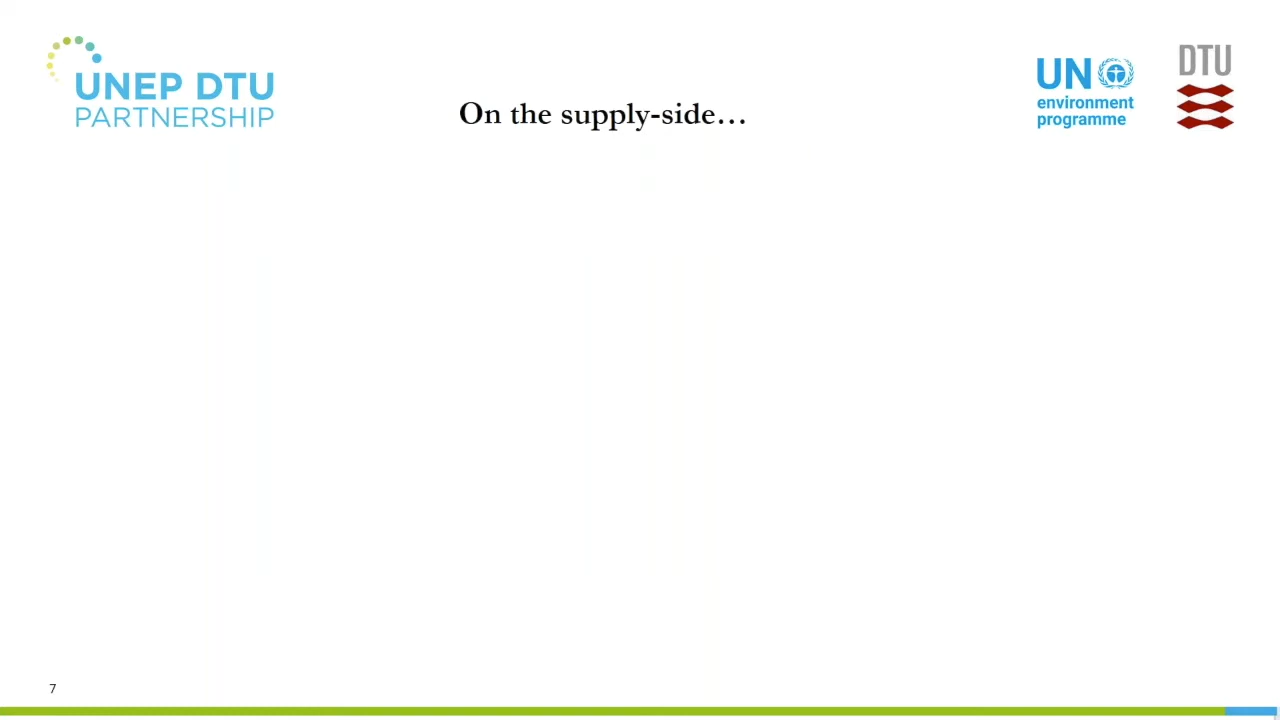 UNEP DTU
PARTNERSHIP
On the supply-side…
UN
environment
programme
DTU
7